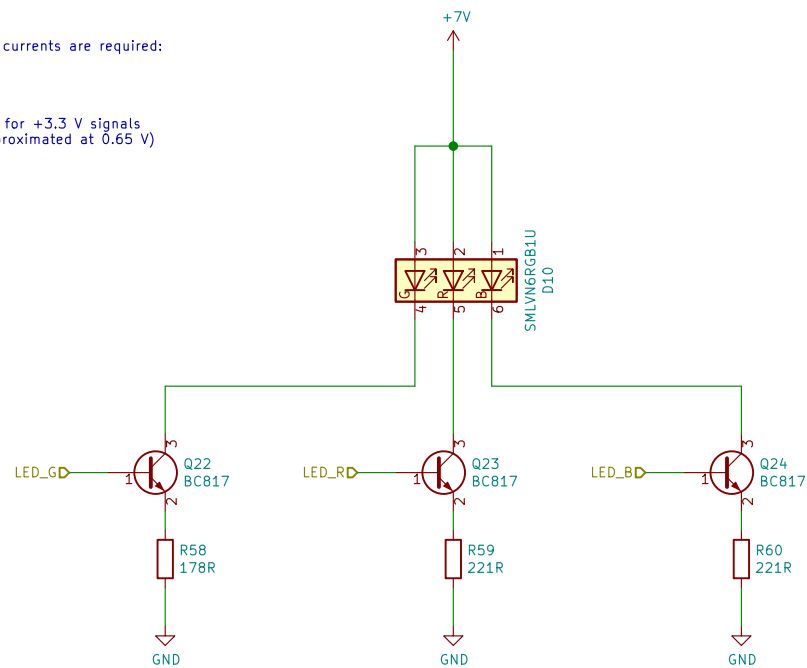 +7V
currents are required:
for +3.3 V signals
roximated at 0.65 V)
3
2
1
SMLVN6RGB1U
D10
G
R
B
4
5
6
3
3
3
LED_G
1
Q22
BC817
LED_R
1
Q23
BC817
LED_B
1
Q24
BC817
2
2
2
R58
178R
R59
221R
R60
221R
GND
GND
GND